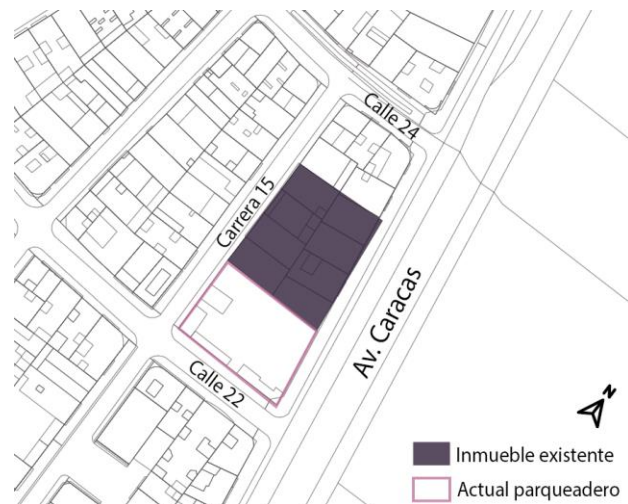 Calle 24
Carrera 15
Av. Caracas
Calle 22
N
Inmueble existente
Actual parqueadero